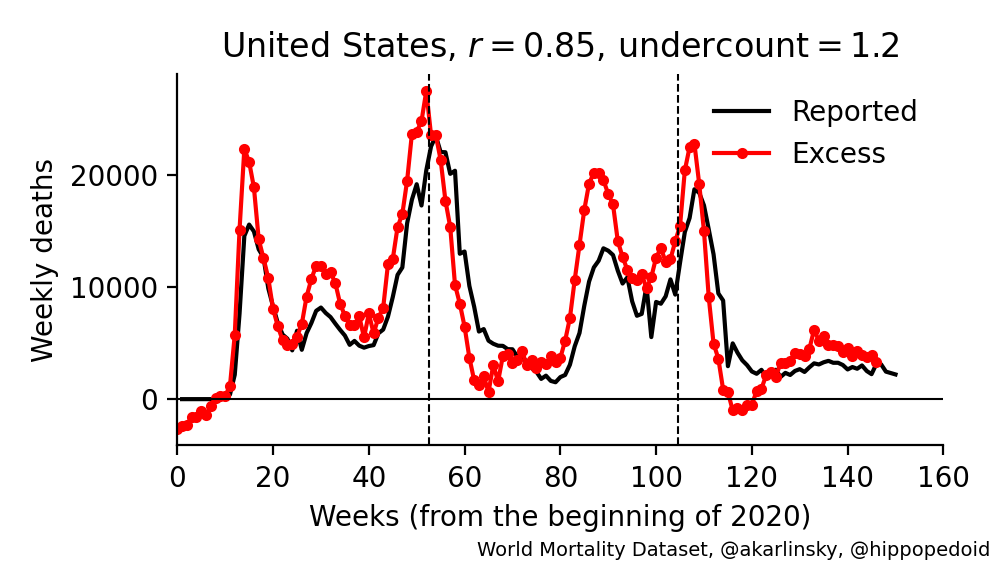 United States, r = 0.85, undercount = 1.2
Reported
Excess
Weekly deaths
20000
10000
0
0 20 40 60 80 100 120 140 160
Weeks (from the beginning of 2020)
World Mortality Dataset, @akarlinsky, @hippopedoid